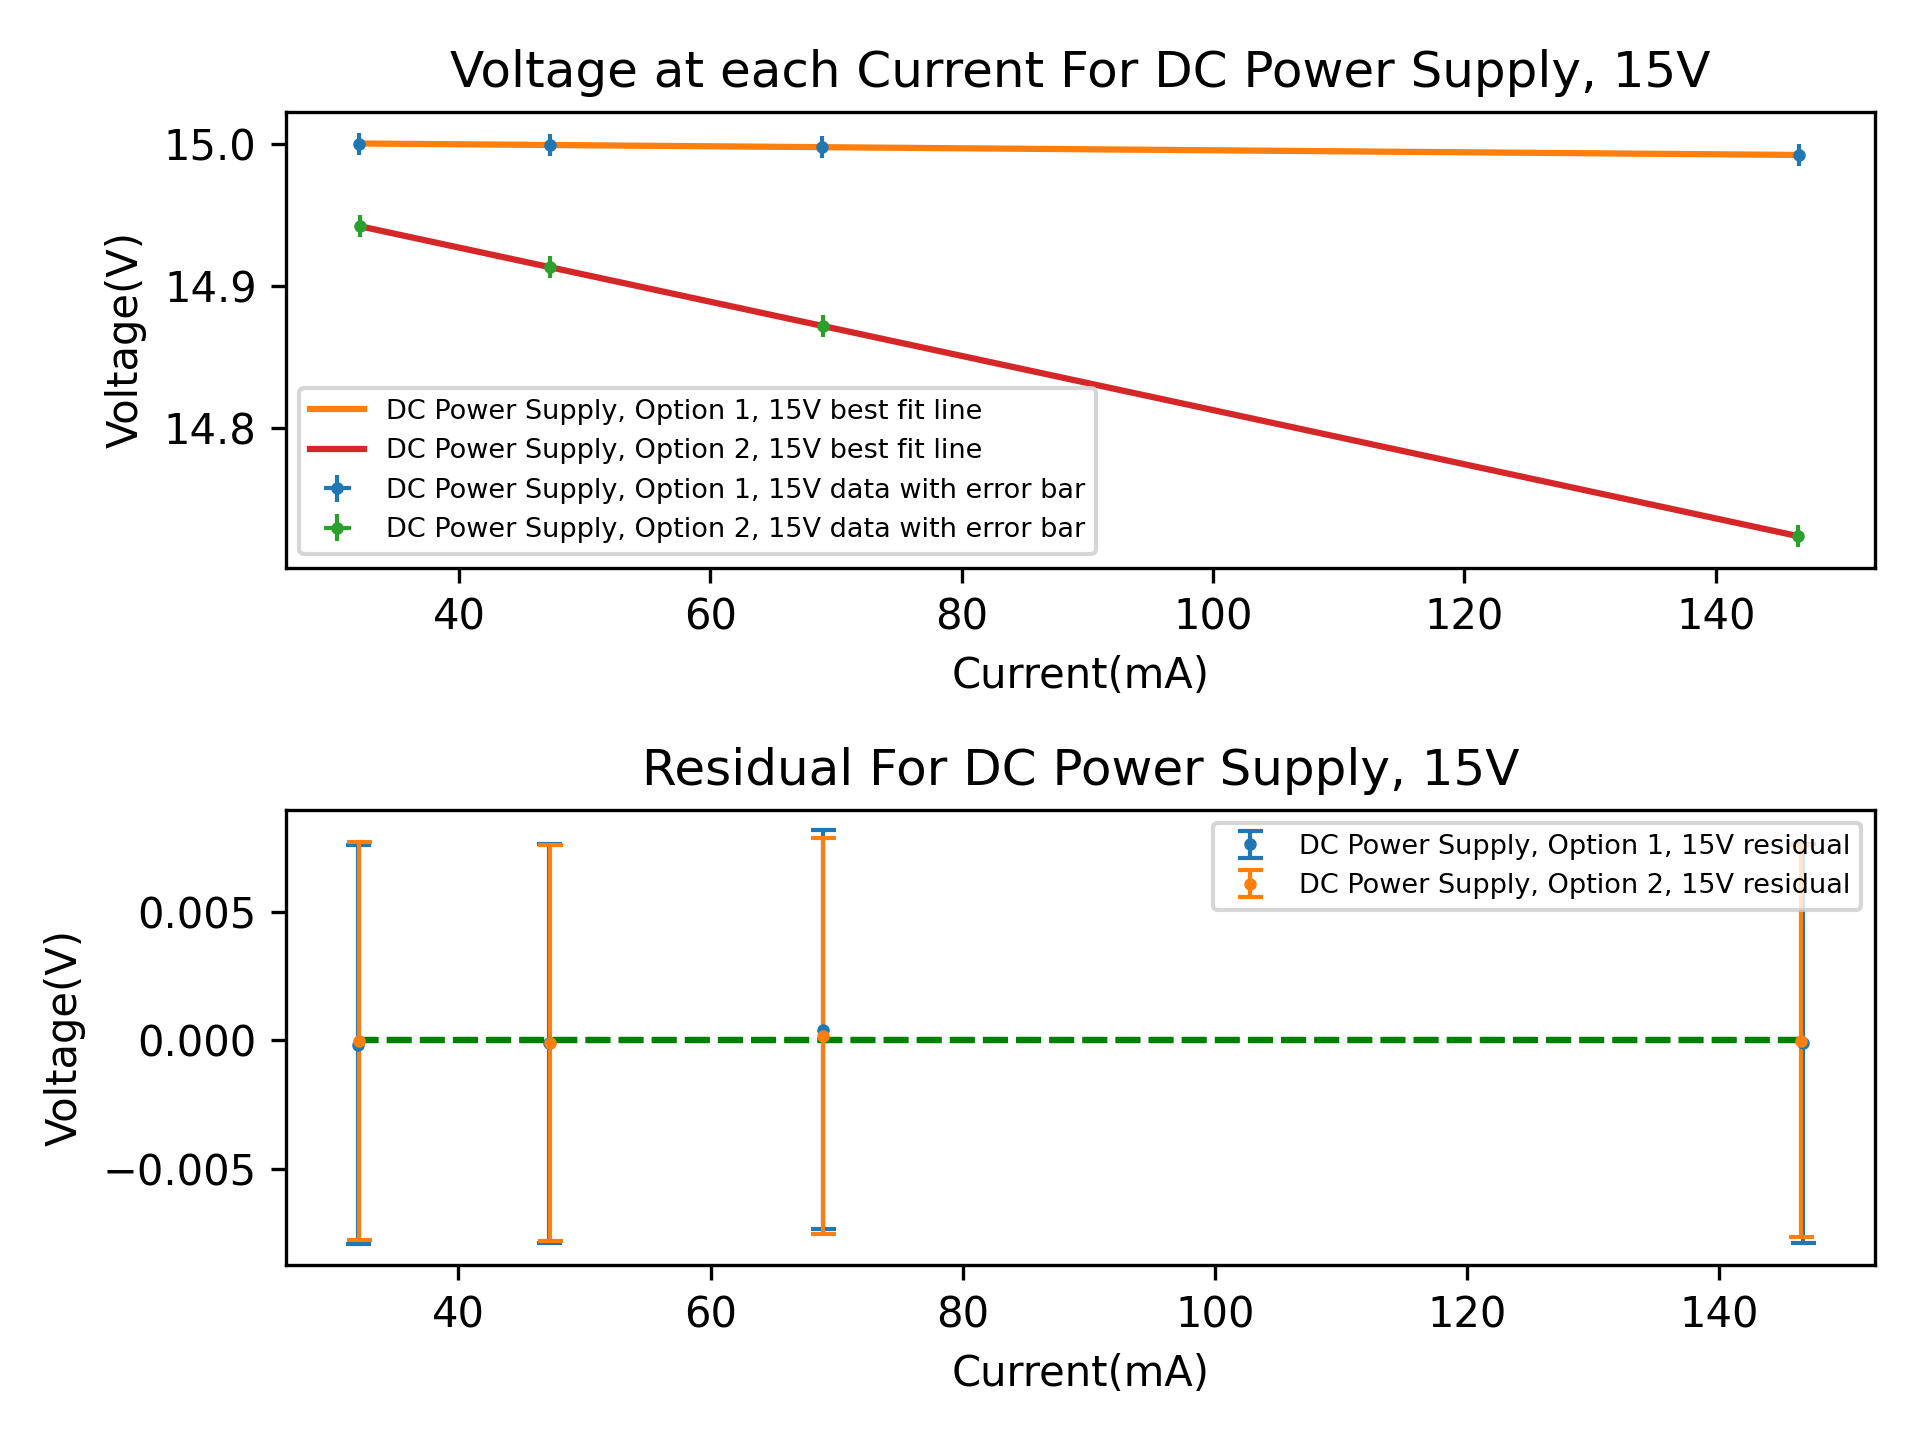 Voltage at each Current For DC Power Supply, 15V
15.0
14.9
14.8
Voltage(V)
DC Power Supply, Option 1, 15V best fit line
DC Power Supply, Option 2, 15V best fit line
DC Power Supply, Option 1, 15V data with error bar
DC Power Supply, Option 2, 15V data with error bar
40 60 80 100 120 140
Current(mA)
Residual For DC Power Supply, 15V
DC Power Supply, Option 1, 15V residual
DC Power Supply, Option 2, 15V residual
0.005
0.000
−0.005
Voltage(V)
40 60 80 100 120 140
Current(mA)